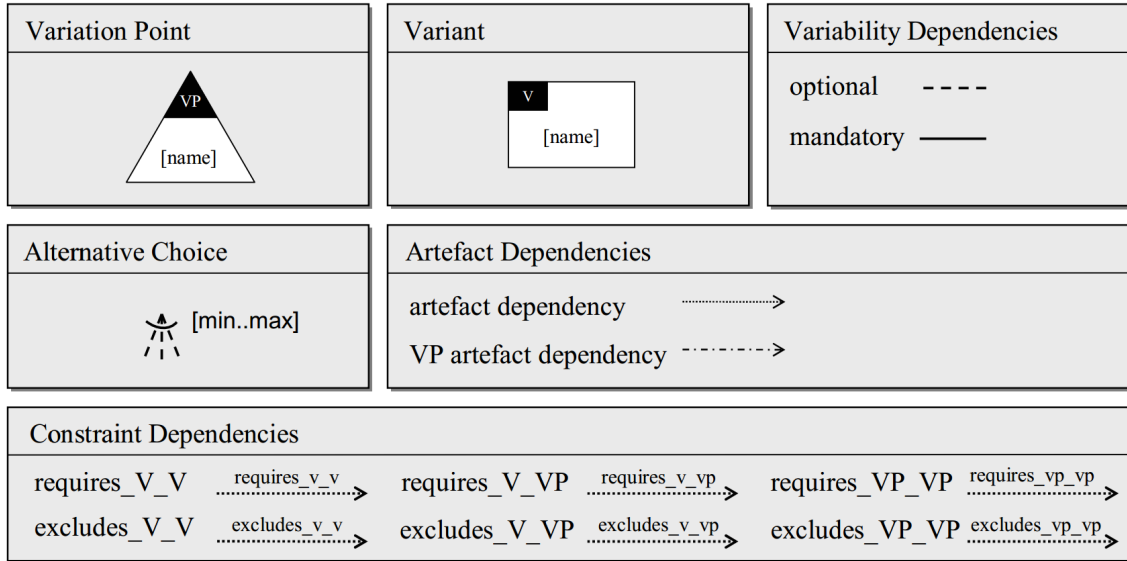 Variation Point
VP
[name]
Variant
V
[name]
Variability Dependencies
optional
mandatory
Alternative Choice
[min..max]
Artefact Dependencies
artefact dependency
VP artefact dependency
Constraint Dependencies
requires_V_V requires_v_v requires_V_VP requires_v_vp requires_VP_VP requires_vp_vp
excludes_V_V excludes_v_v excludes_V_VP excludes_v_vp excludes_VP_VP excludes_vp_vp